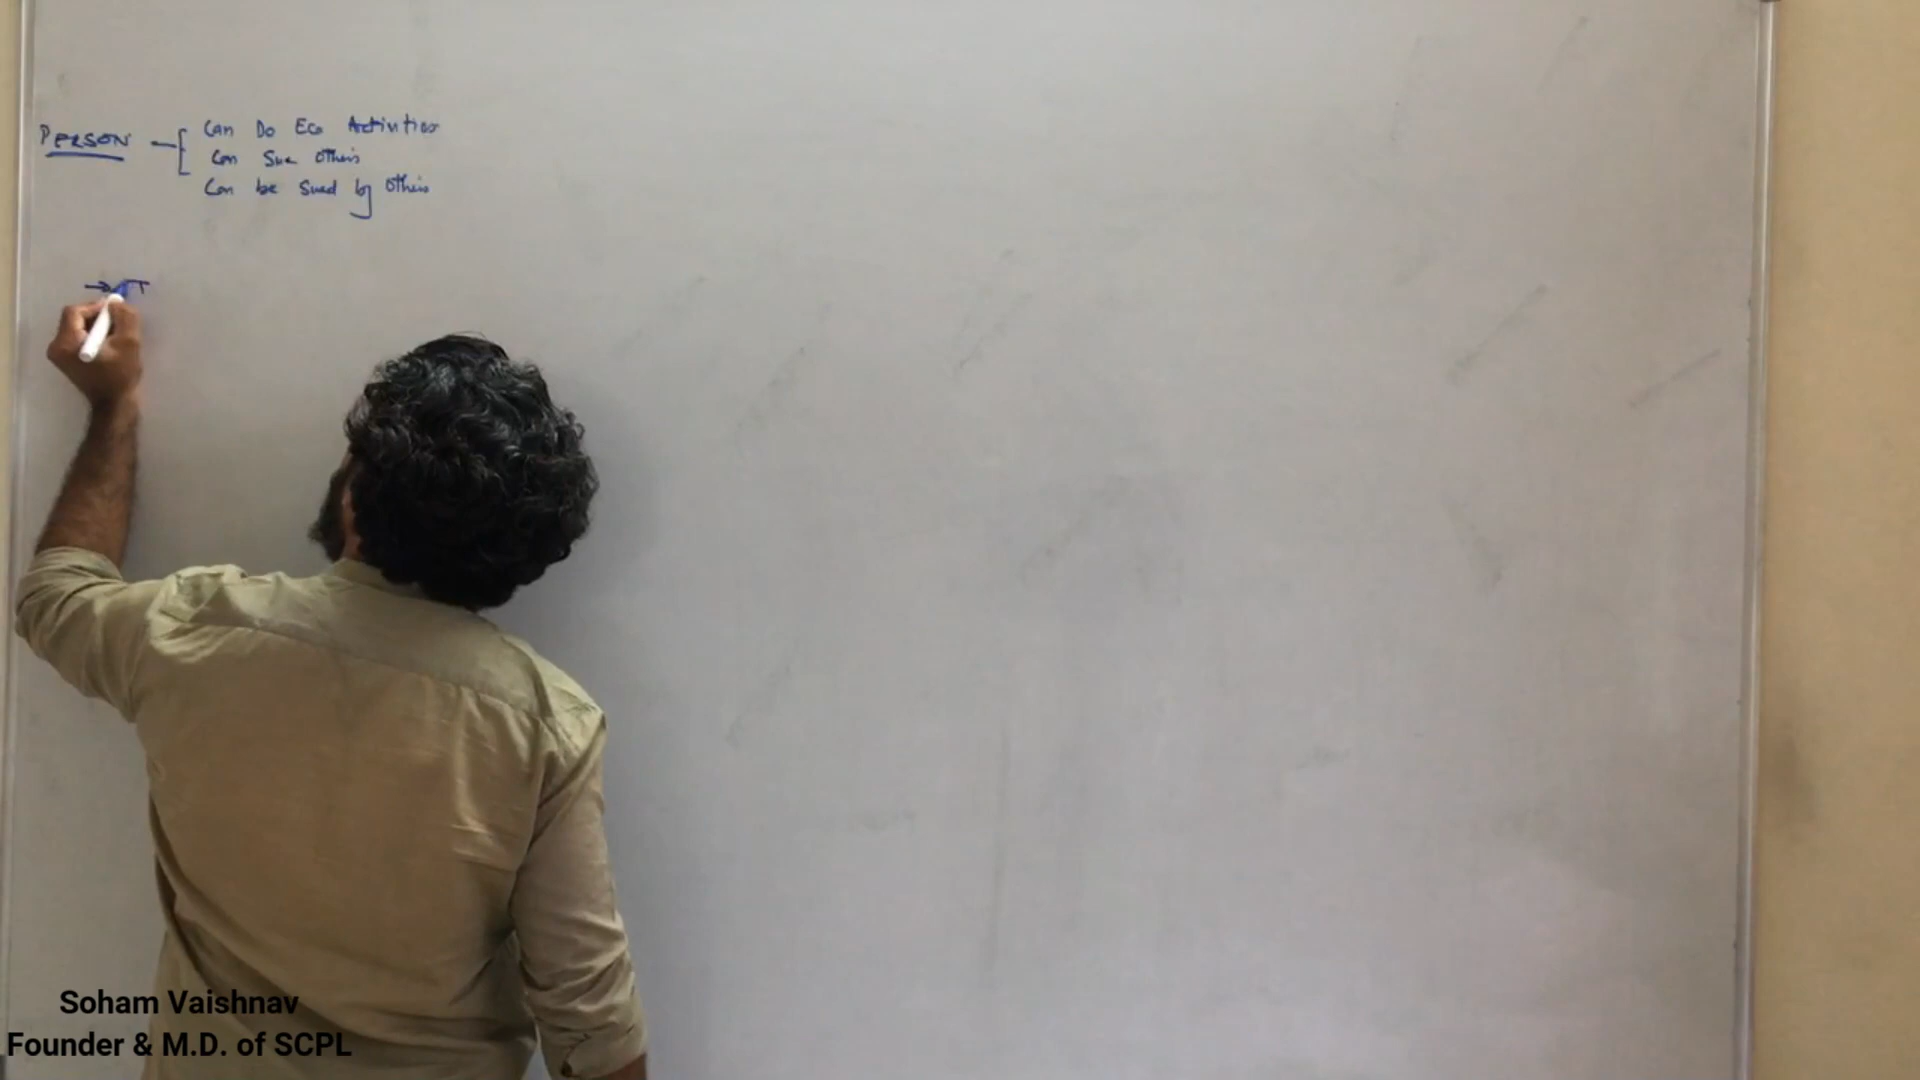 PERSON
Can Do Eco Activities
Can Sue Others
Can be Sued by Others
Soham Vaishnav
Founder & M.D. of SCPL